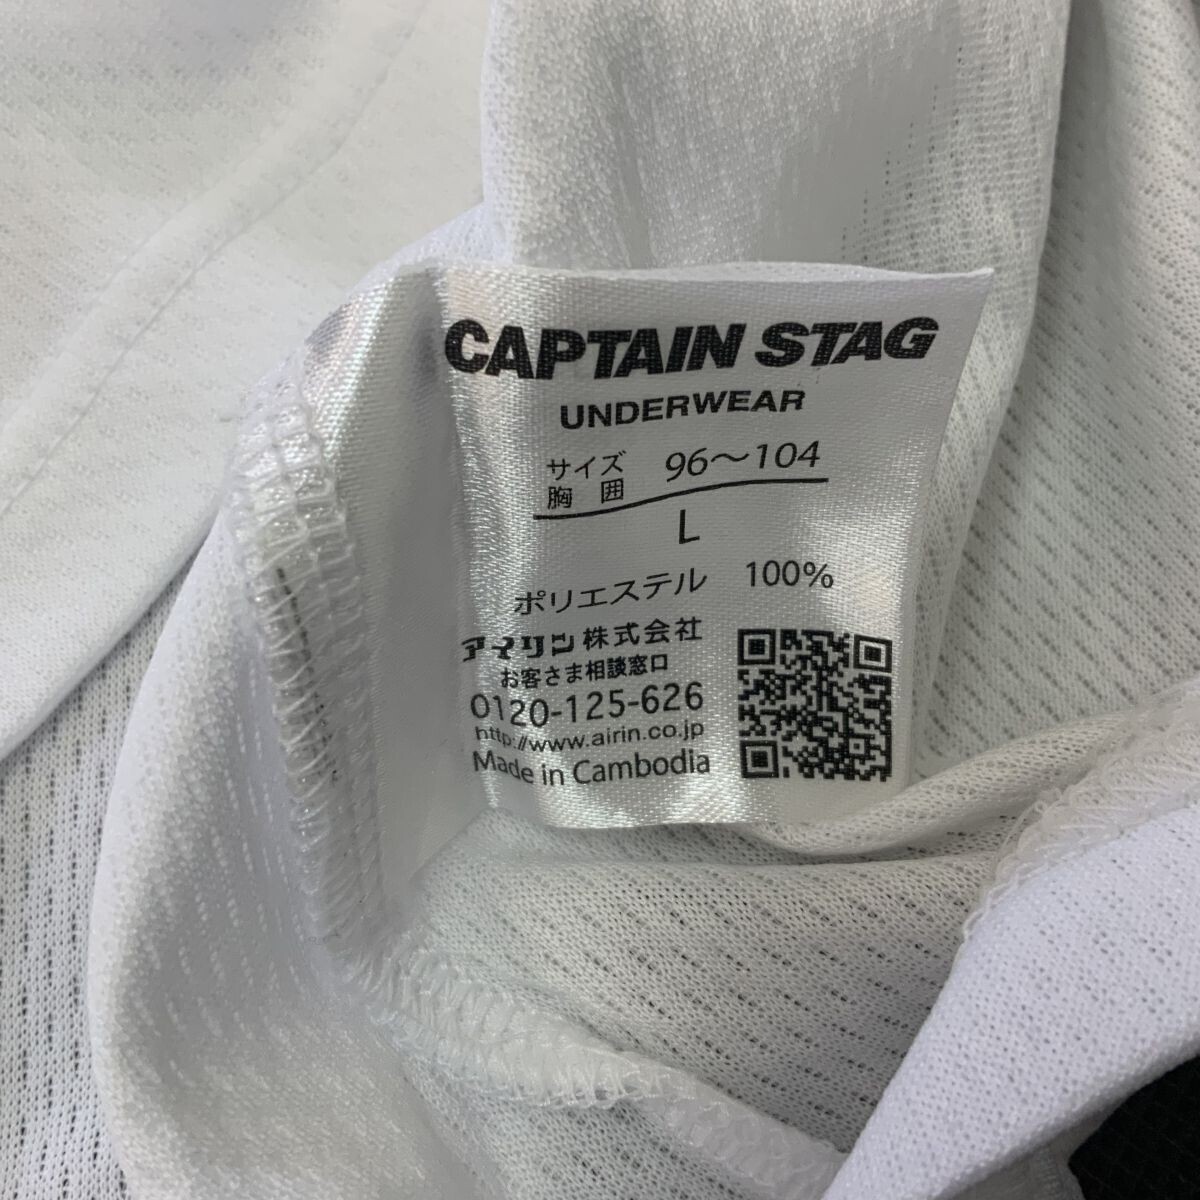 CAPTAIN STAG
UNDERWEAR
サイズ
胸囲 96～104
L
ポリエステル 100%
アイリン株式会社
お客さま相談窓口
0120-125-626
http://www.airin.co.jp
Made in Cambodia